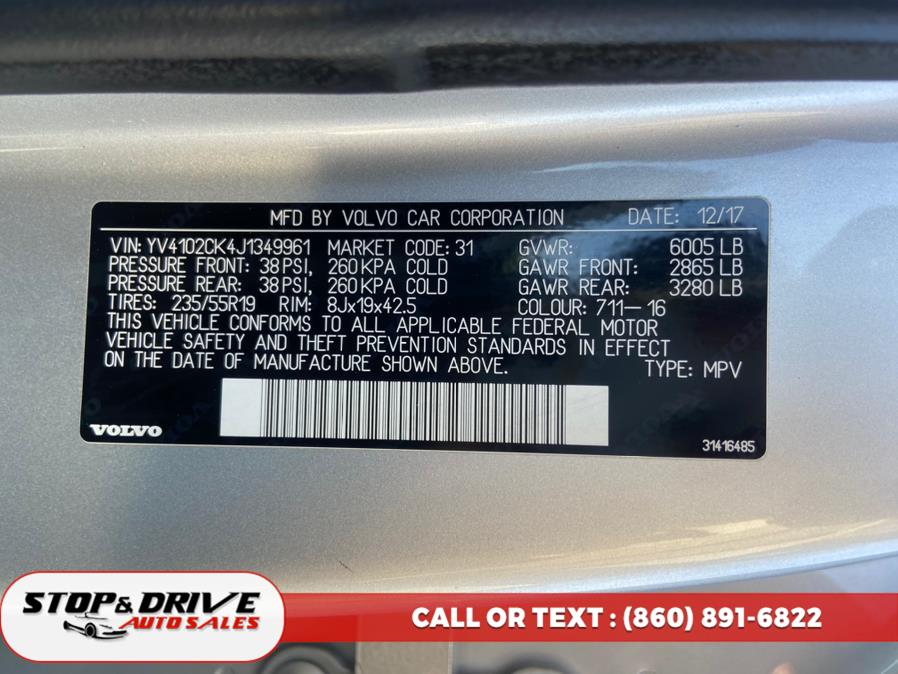 MFD BY VOLVO CAR CORPORATION DATE: 12/17
VIN: YV4102CK4J1349961 MARKET CODE: 31 GVWR: 6005 LB
PRESSURE FRONT: 38 PSI, 260 KPA COLD GAWR FRONT: 2865 LB
PRESSURE REAR: 38 PSI, 260 KPA COLD GAWR REAR: 3280 LB
TIRES: 235/55R19 RIM: 8Jx19x42.5 COLOUR: 711-16
THIS VEHICLE CONFORMS TO ALL APPLICABLE FEDERAL MOTOR
VEHICLE SAFETY AND THEFT PREVENTION STANDARDS IN EFFECT
ON THE DATE OF MANUFACTURE SHOWN ABOVE. TYPE: MPV
VOLVO 31416485
STOP & DRIVE
AUTO SALES
CALL OR TEXT : (860) 891-6822